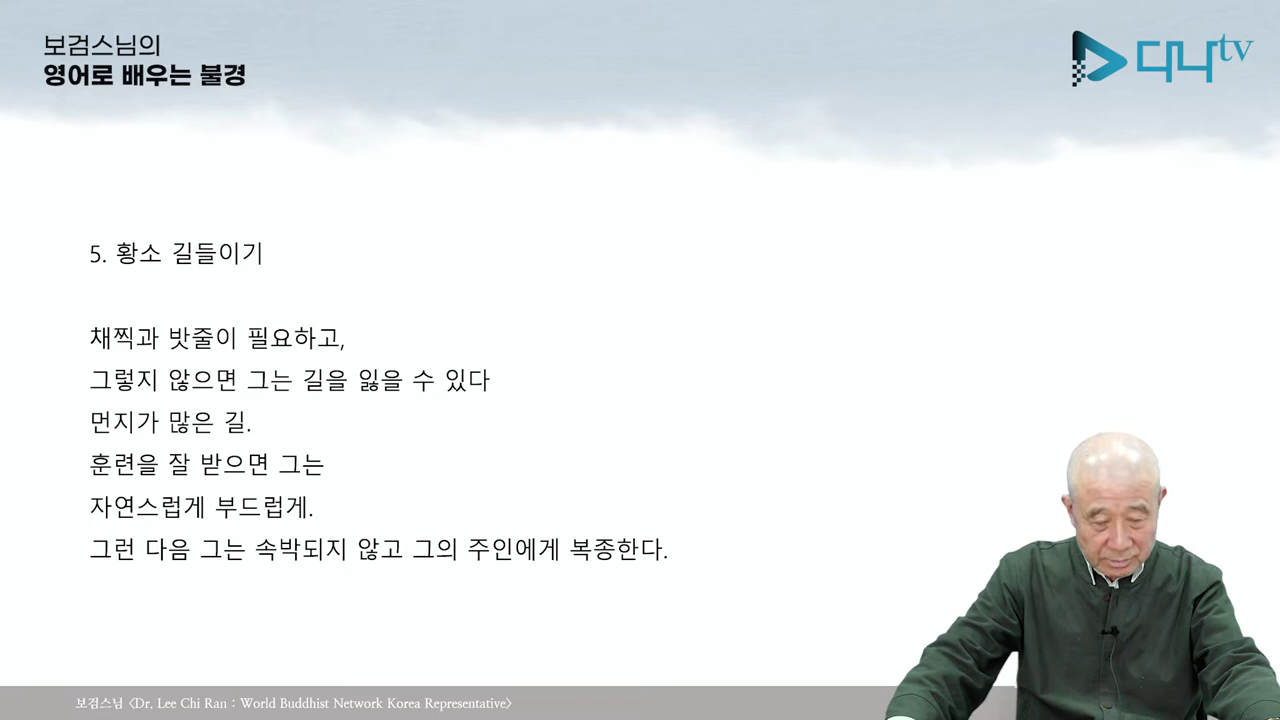 보검스님의
영어로 배우는 불경
디나tv
5. 황소 길들이기
채찍과 밧줄이 필요하고,
그렇지 않으면 그는 길을 잃을 수 있다
먼지가 많은 길.
훈련을 잘 받으면 그는
자연스럽게 부드럽게.
그런 다음 그는 속박되지 않고 그의 주인에게 복종한다.
보검스님 <Dr. Lee Chi Ran : World Buddhist Network Korea Representative>